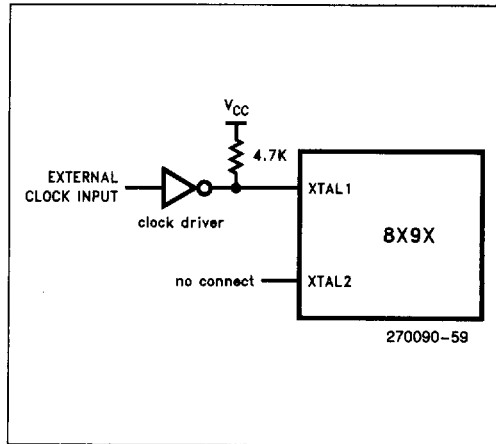 VCC
4.7K
EXTERNAL
CLOCK INPUT
clock driver
XTAL1
8X9X
no connect
XTAL2
270090-59